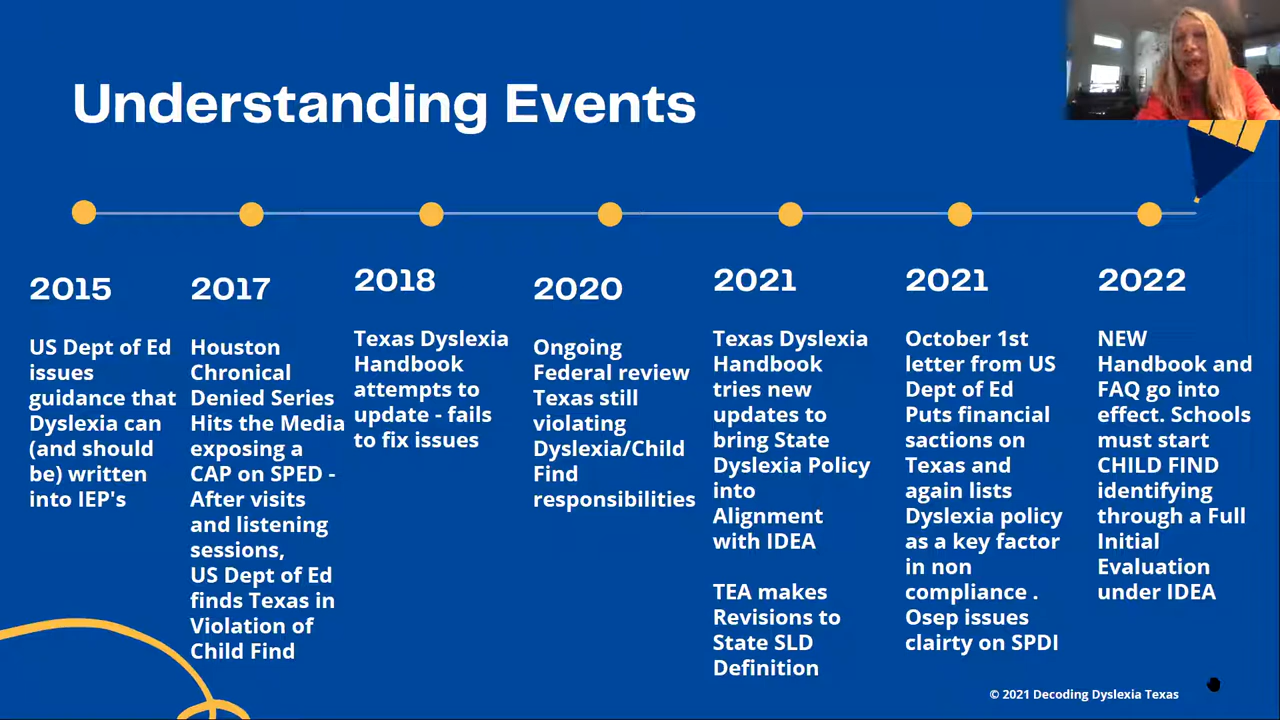 Understanding Events
2015
US Dept of Ed
issues
guidance that
Dyslexia can
(and should
be) written
into IEP's
2017
Houston
Chronical
Denied Series
Hits the Media
exposing a
CAP on SPED -
After visits
and listening
sessions,
US Dept of Ed
finds Texas in
Violation of
Child Find
2018
Texas Dyslexia
Handbook
attempts to
update - fails
to fix issues
2020
Ongoing
Federal review
Texas still
violating
Dyslexia/Child
Find
responsibilities
2021
Texas Dyslexia
Handbook
tries new
updates to
bring State
Dyslexia Policy
into
Alignment
with IDEA
TEA makes
Revisions to
State SLD
Definition
2021
October 1st
letter from US
Dept of Ed
Puts financial
sactions on
Texas and
again lists
Dyslexia policy
as a key factor
in non
compliance .
Osep issues
clairty on SPDI
2022
NEW
Handbook and
FAQ go into
effect. Schools
must start
CHILD FIND
identifying
through a Full
Initial
Evaluation
under IDEA
© 2021 Decoding Dyslexia Texas